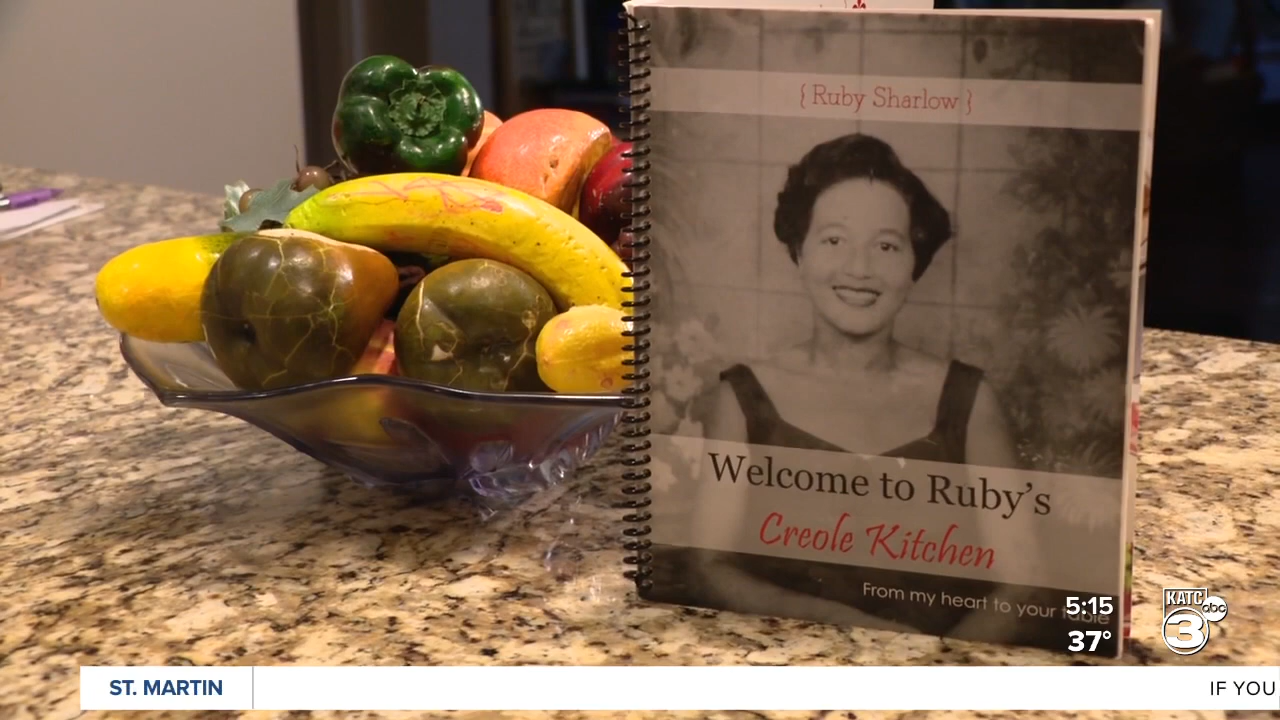 { Ruby Sharlow }
Welcome to Ruby's
Creole Kitchen
From my heart to your table
5:15
37°
KATC
abc
3
ST. MARTIN
IF YOU